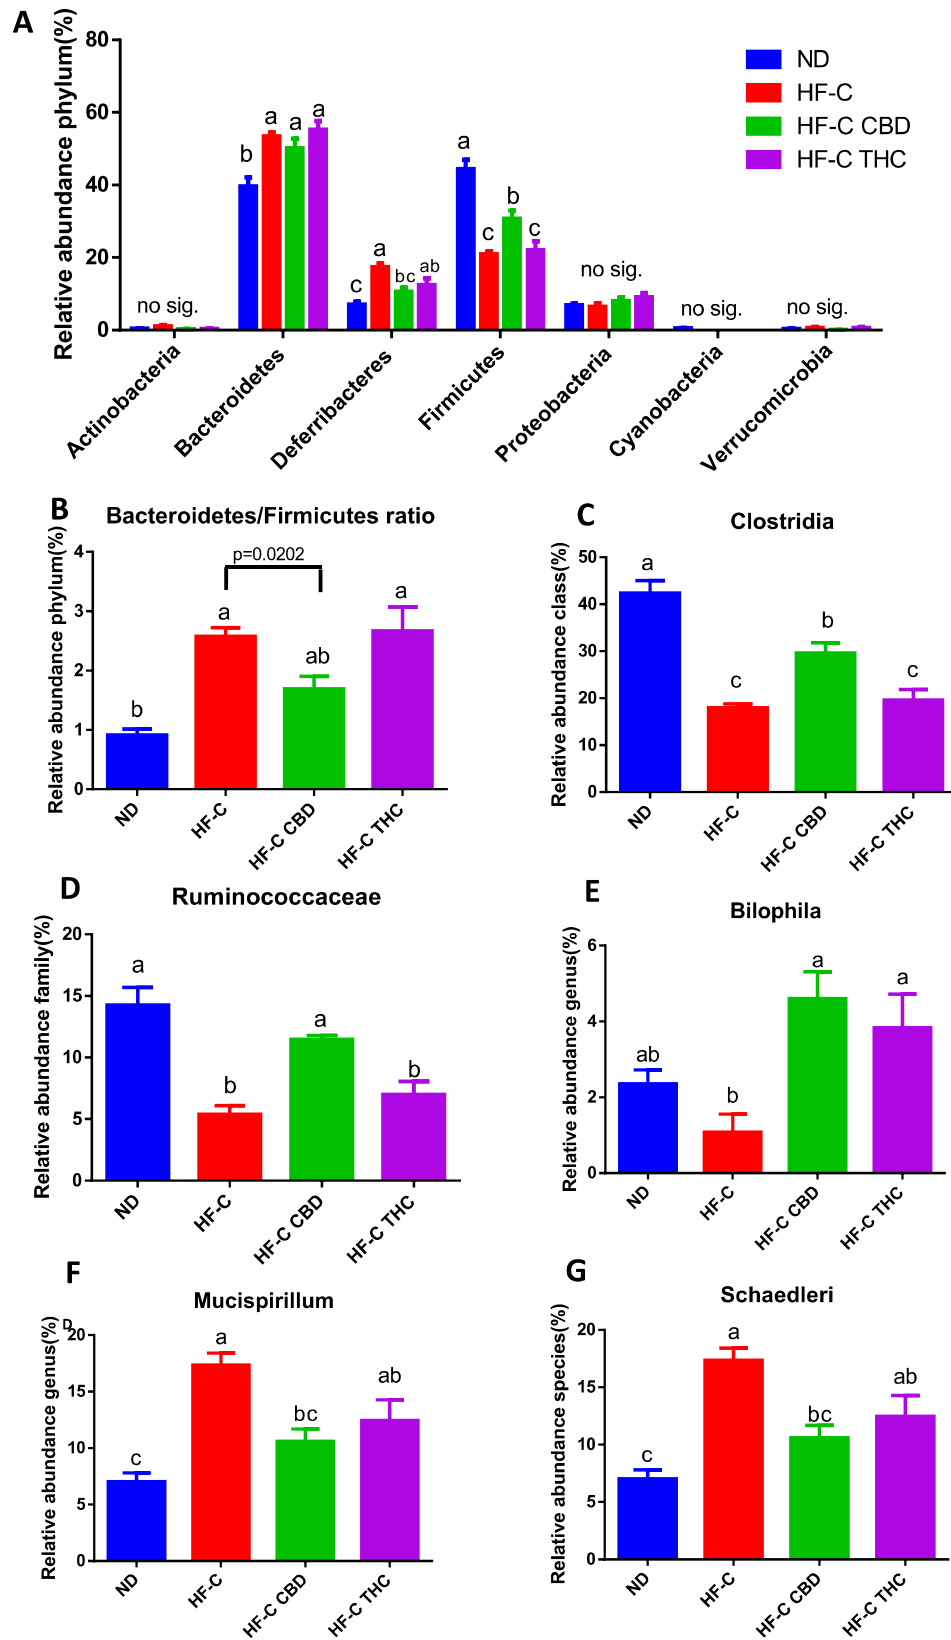 A
Relative abundance phylum(%)
80
60
40
20
0
ND
HF-C
HF-C CBD
HF-C THC
no sig.
b
a
a
a
c
a
bc
ab
a
c
b
c
no sig.
no sig.
no sig.
Actinobacteria
Bacteroidetes
Deferribacteres
Firmicutes
Proteobacteria
Cyanobacteria
Verrucomicrobia
B
Bacteroidetes/Firmicutes ratio
Relative abundance phylum(%)
4
3
2
1
0
p=0.0202
b
a
ab
a
ND
HF-C
HF-C CBD
HF-C THC
C
Clostridia
Relative abundance class(%)
50
40
30
20
10
0
a
c
b
c
ND
HF-C
HF-C CBD
HF-C THC
D
Ruminococcaceae
Relative abundance family(%)
20
15
10
5
0
a
b
a
b
ND
HF-C
HF-C CBD
HF-C THC
E
Bilophila
Relative abundance genus(%)
6
4
2
0
ab
b
a
a
ND
HF-C
HF-C CBD
HF-C THC
F
Mucispirillum
Relative abundance genus(%)
D
20
15
10
5
0
c
a
bc
ab
ND
HF-C
HF-C CBD
HF-C THC
G
Schaedleri
Relative abundance species(%)
20
15
10
5
0
c
a
bc
ab
ND
HF-C
HF-C CBD
HF-C THC